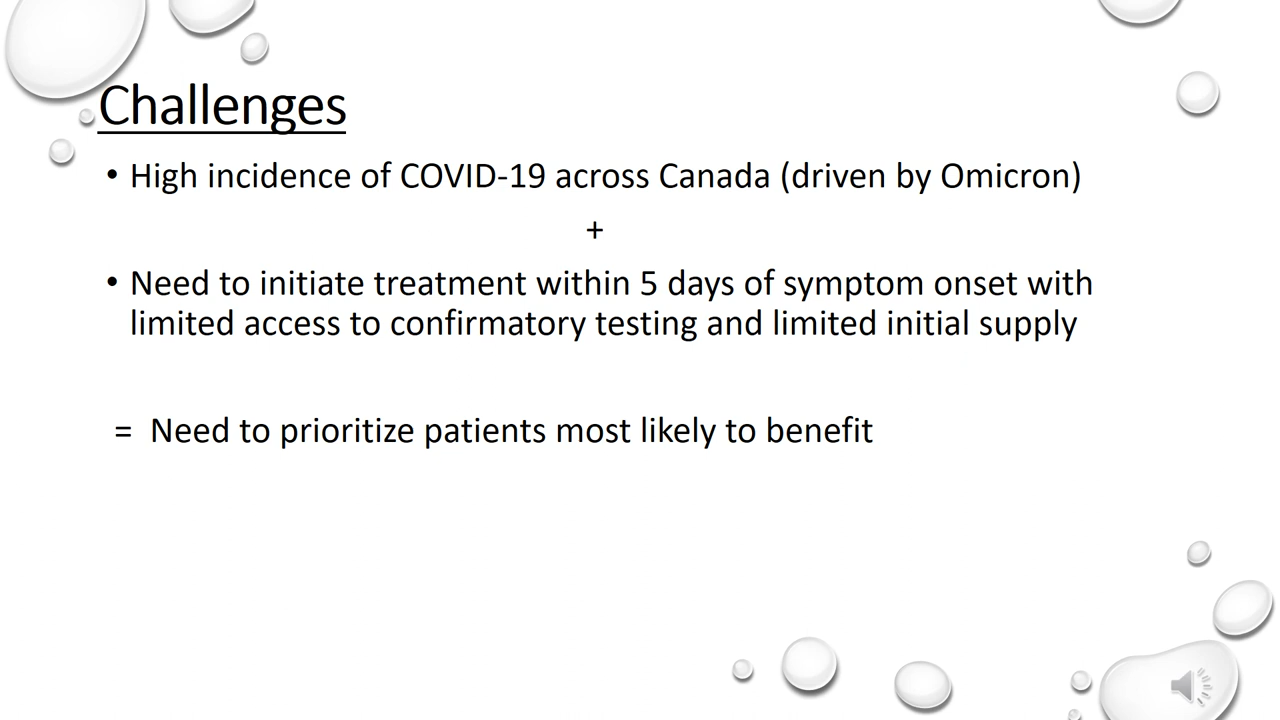 Challenges
• High incidence of COVID-19 across Canada (driven by Omicron)
+
• Need to initiate treatment within 5 days of symptom onset with
limited access to confirmatory testing and limited initial supply
= Need to prioritize patients most likely to benefit